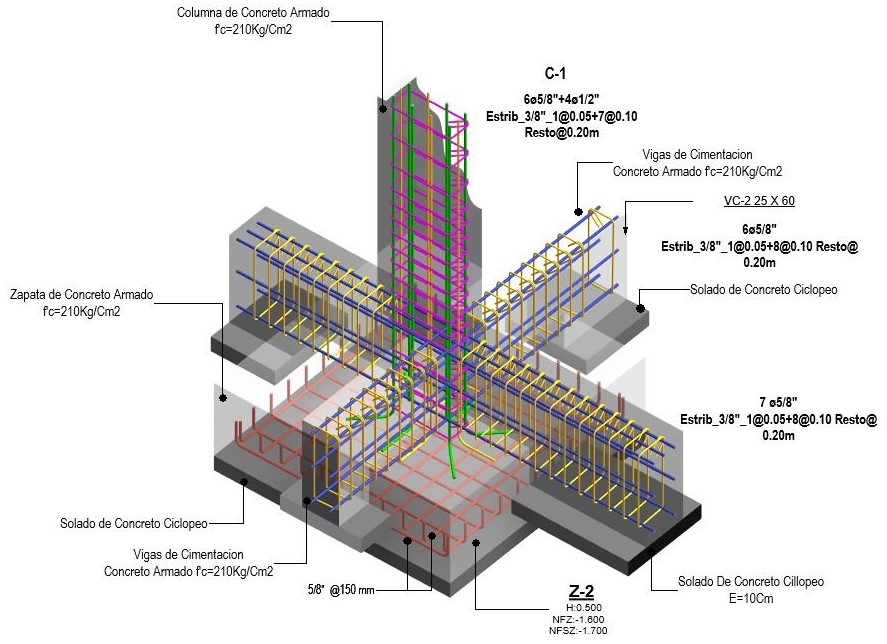 Columna de Concreto Armado
f'c=210Kg/Cm2
C-1
6ø5/8"+4ø1/2"
Estrib_3/8"_1@0.05+7@0.10
Resto@0.20m
Vigas de Cimentacion
Concreto Armado f'c=210Kg/Cm2
VC-2 25 X 60
6ø5/8"
Estrib_3/8"_1@0.05+8@0.10 Resto@
0.20m
Zapata de Concreto Armado
f'c=210Kg/Cm2
Solado de Concreto Ciclopeo
7 ø5/8"
Estrib_3/8"_1@0.05+8@0.10 Resto@
0.20m
Solado de Concreto Ciclopeo
Vigas de Cimentacion
Concreto Armado f'c=210Kg/Cm2
5/8" @150 mm
Z-2
H:0.500
NFZ:-1.600
NFSZ:-1.700
Solado De Concreto Cillopeo
E=10Cm